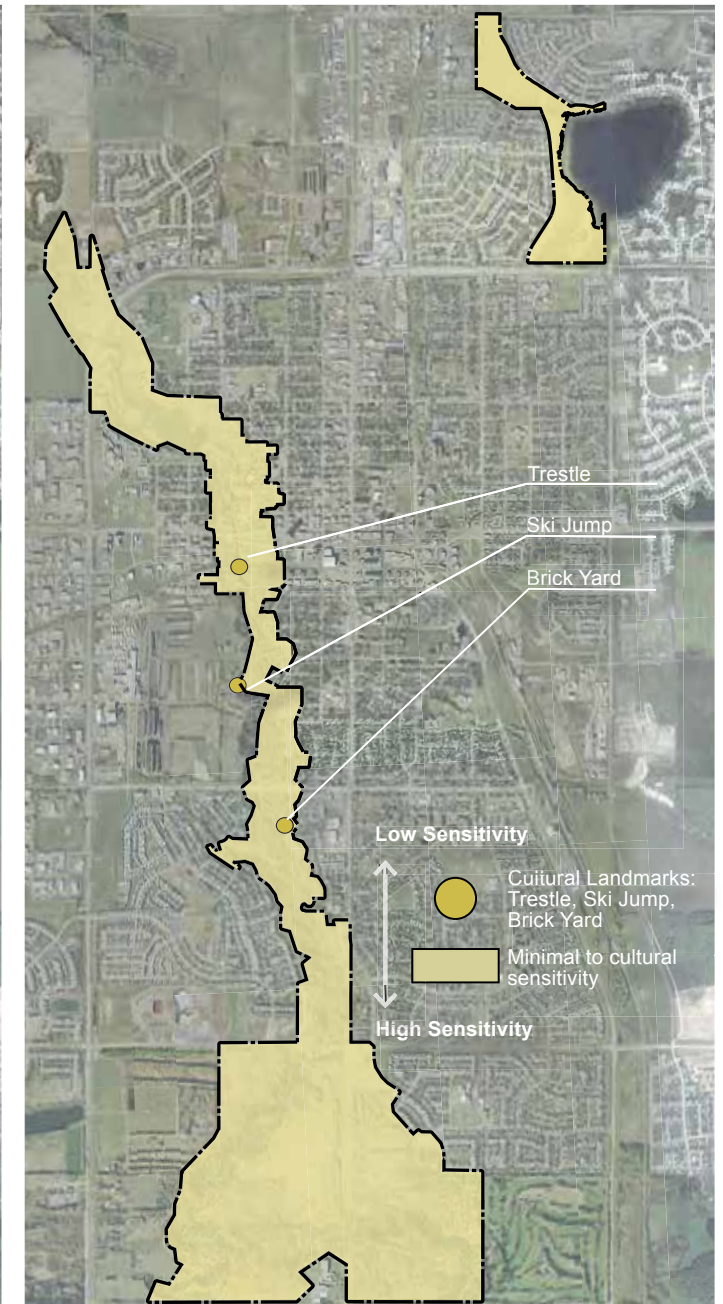 Trestle
Ski Jump
Brick Yard
Low Sensitivity
Cultural Landmarks:
Trestle, Ski Jump,
Brick Yard
Minimal to cultural
sensitivity
High Sensitivity